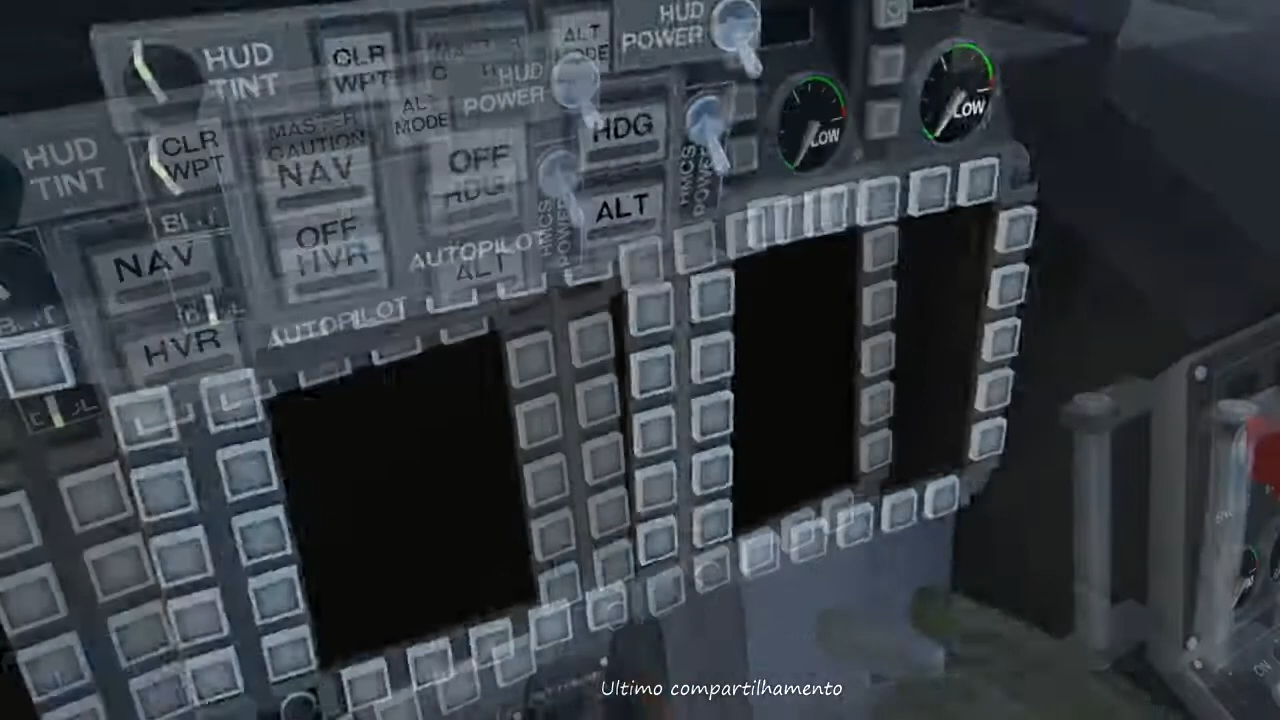 HUD
POWER
HUD
TINT
CLR
WPT
ALT
MODE
HUD
POWER
ALT
MODE
HUD
TINT
CLR
WPT
MASTER
CAUTION
NAV
OFF
HDG
HDG
LOW
LOW
HMCS
POWER
HMCS
POWER
ALT
NAV
OFF
HVR
AUTOPILOT
ALT
AUTOPILOT
HVR
Ultimo compartilhamento